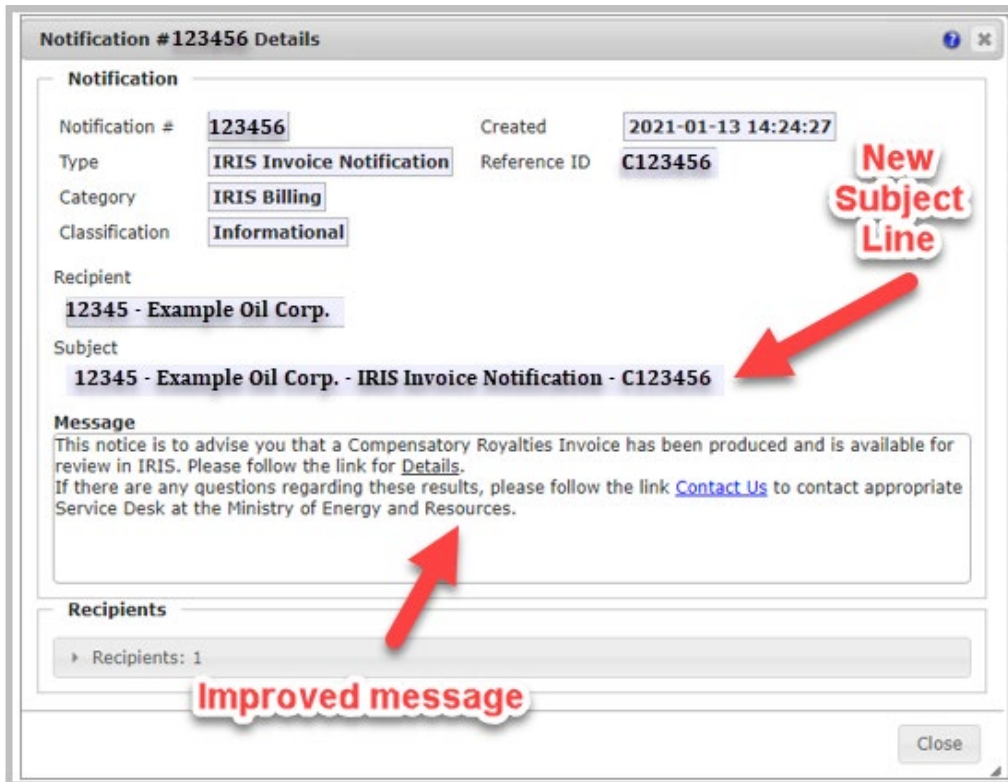 Notification #123456 Details
Notification
Notification # 123456 Created 2021-01-13 14:24:27
Type IRIS Invoice Notification Reference ID C123456
Category IRIS Billing
Classification Informational
New
Subject
Line
Recipient
12345 - Example Oil Corp.
Subject
12345 - Example Oil Corp. - IRIS Invoice Notification - C123456
Message
This notice is to advise you that a Compensatory Royalties Invoice has been produced and is available for
review in IRIS. Please follow the link for Details.
If there are any questions regarding these results, please follow the link Contact Us to contact appropriate
Service Desk at the Ministry of Energy and Resources.
Recipients
Recipients: 1
Improved message
Close